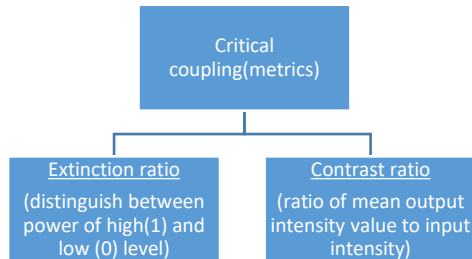 Critical
coupling(metrics)
Extinction ratio
(distinguish between
power of high(1) and
low (0) level)
Contrast ratio
(ratio of mean output
intensity value to input
intensity)